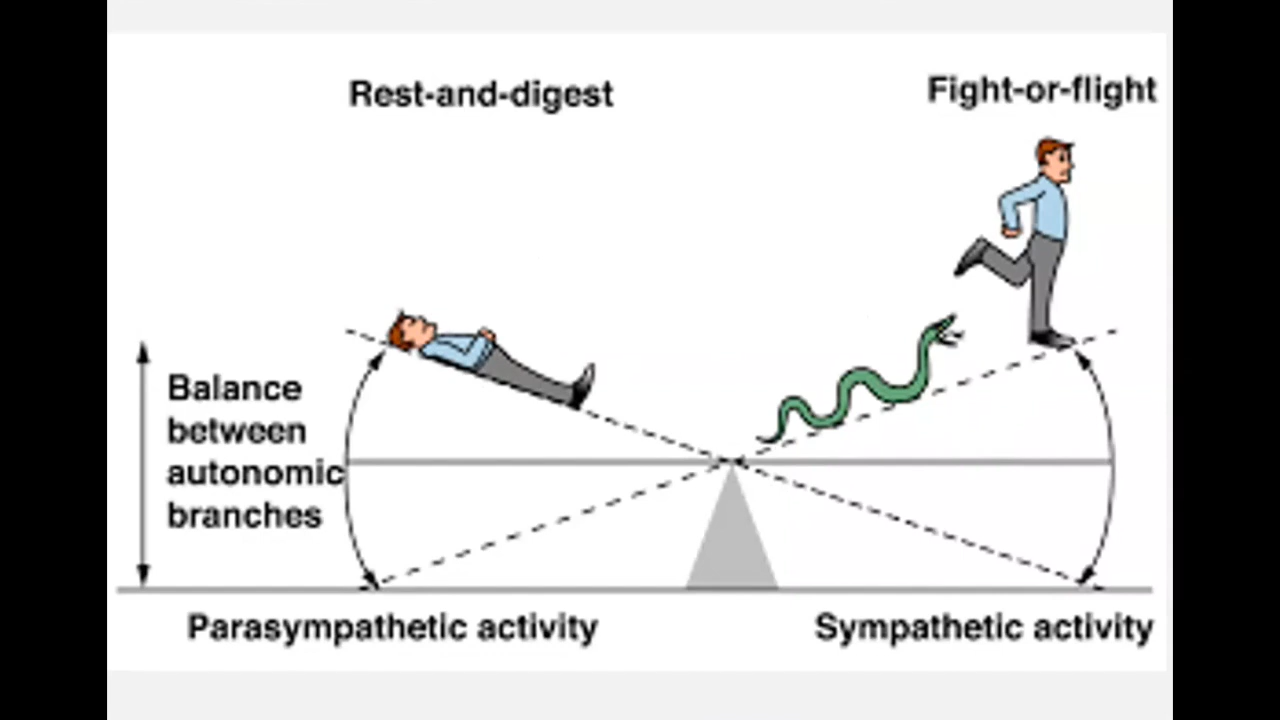 Rest-and-digest
Fight-or-flight
Balance
between
autonomic
branches
Parasympathetic activity
Sympathetic activity